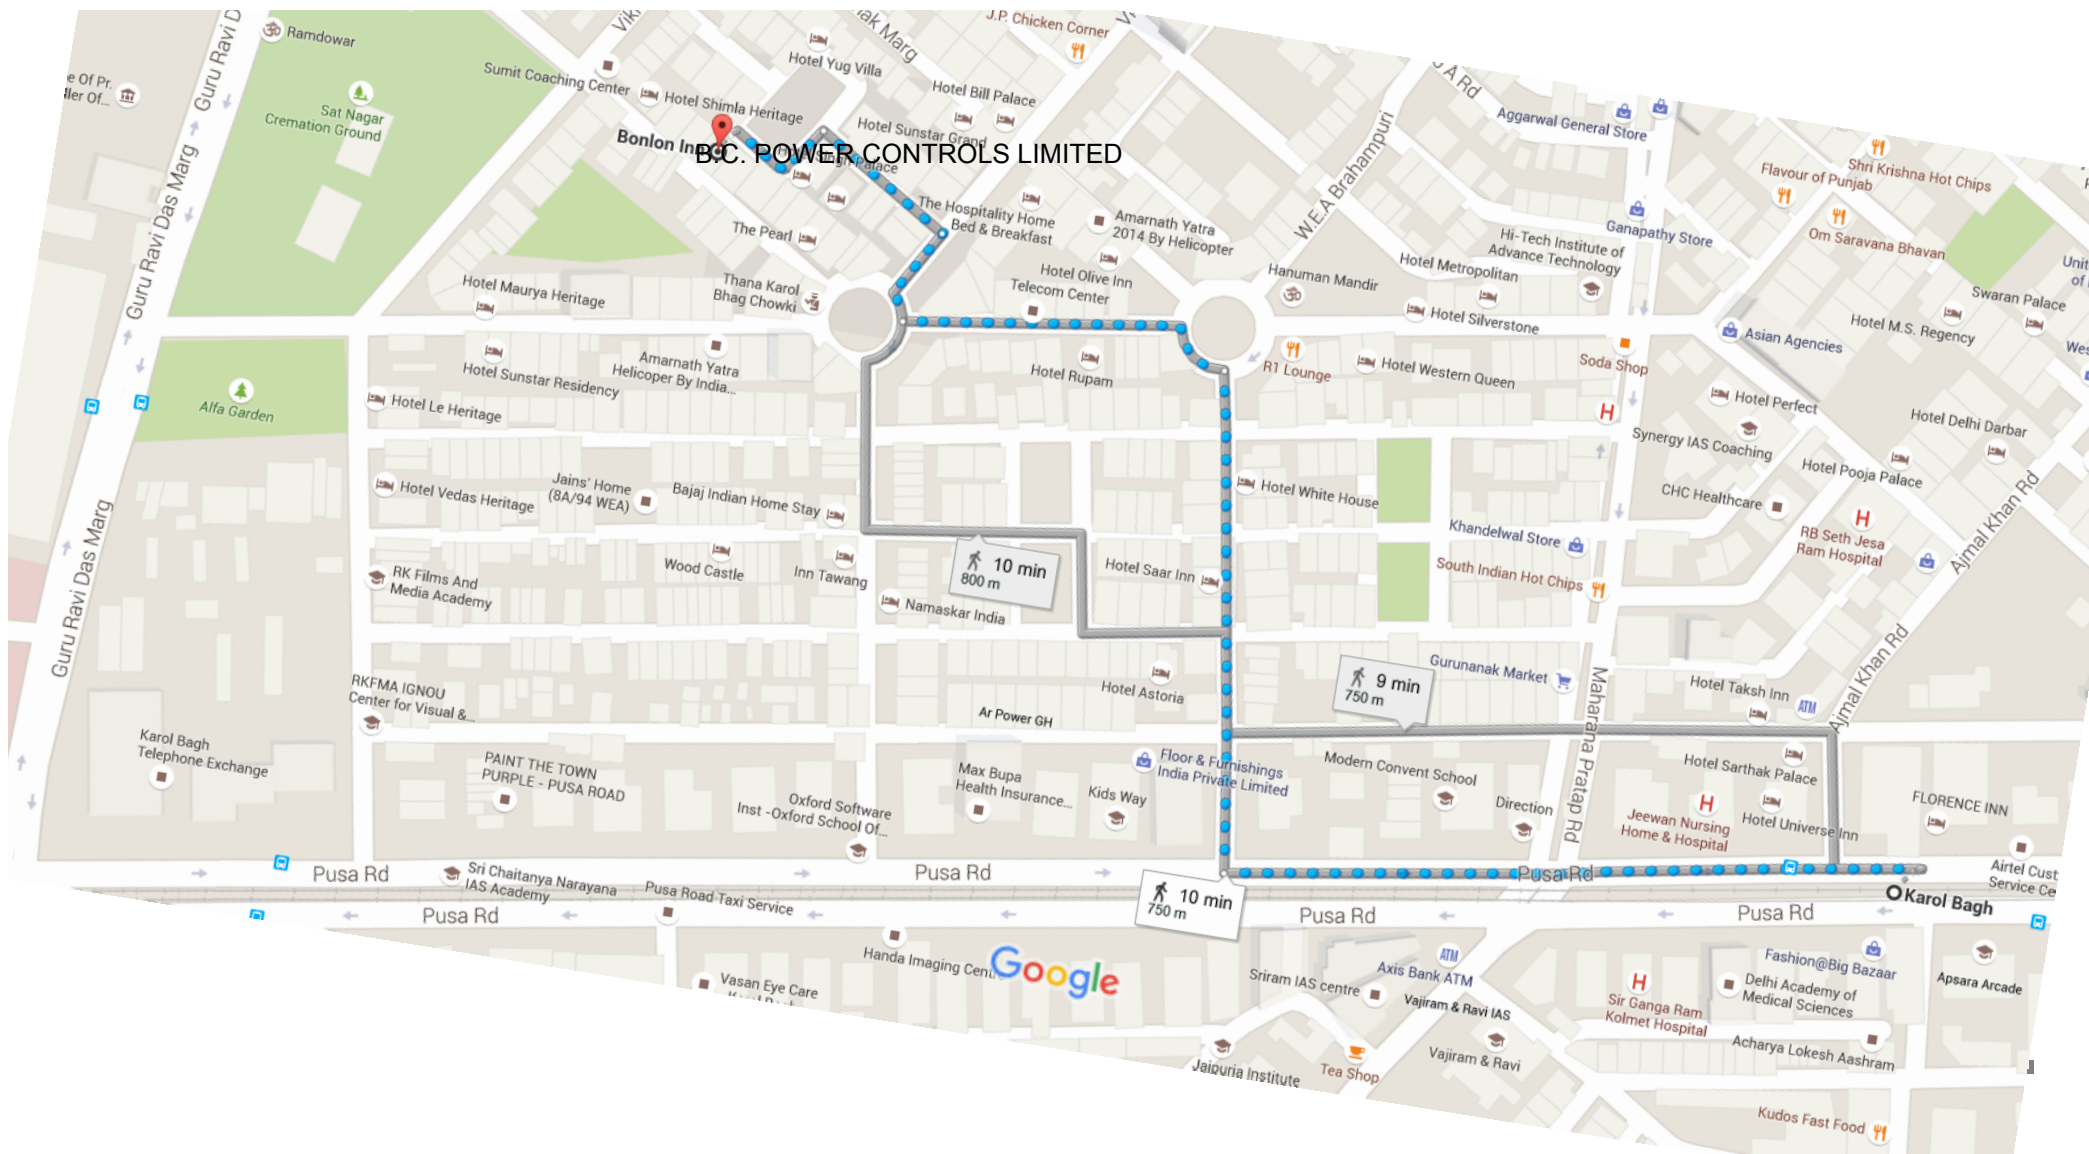 Ramdowar
Guru Ravi D
Sat Nagar
Cremation Ground
Sumit Coaching Center
Hotel Yug Villa
ak Marg
J.P. Chicken Corner
Hotel Bill Palace
Hotel Shimla Heritage
Hotel Sunstar Grand
Bonlon Inn
B.C. POWER CONTROLS LIMITED
Guru Ravi Das Marg
The Pearl
The Hospitality Home
Bed & Breakfast
Amarnath Yatra
2014 By Helicopter
W.E.A Brahampuri
A Rd
Aggarwal General Store
Shri Krishna Hot Chips
Flavour of Punjab
Ganapathy Store
Om Saravana Bhavan
Hi-Tech Institute of
Advance Technology
Hotel Metropolitan
Hanuman Mandir
Hotel Olive Inn
Telecom Center
Thana Karol
Bhag Chowki
Hotel Maurya Heritage
Hotel Silverstone
Swaran Palace
Hotel M.S. Regency
Asian Agencies
Soda Shop
Hotel Sunstar Residency
Amarnath Yatra
Helicoper By India...
Hotel Rupam
R1 Lounge
Hotel Western Queen
Alfa Garden
Hotel Le Heritage
Hotel Perfect
Hotel Delhi Darbar
Synergy IAS Coaching
Hotel Pooja Palace
Hotel Vedas Heritage
Jains' Home
(8A/94 WEA)
Bajaj Indian Home Stay
Hotel White House
CHC Healthcare
Khandelwal Store
RB Seth Jesa
Ram Hospital
Ajmal Khan Rd
Guru Ravi Das Marg
RK Films And
Media Academy
Wood Castle
Inn Tawang
10 min
800 m
Hotel Saar Inn
South Indian Hot Chips
Namaskar India
RKFMA IGNOU
Center for Visual &...
Hotel Astoria
Ar Power GH
9 min
750 m
Gurunanak Market
Hotel Taksh Inn
ATM
Ajmal Khan Rd
Maharana Pratap Rd
Karol Bagh
Telephone Exchange
PAINT THE TOWN
PURPLE - PUSA ROAD
Max Bupa
Health Insurance...
Floor & Furnishings
India Private Limited
Kids Way
Oxford Software
Inst -Oxford School Of...
Modern Convent School
Direction
Hotel Sarthak Palace
Jeewan Nursing
Home & Hospital
Hotel Universe Inn
FLORENCE INN
Airtel Cust
Service Ce
Pusa Rd
Sri Chaitanya Narayana
IAS Academy
Pusa Rd
Pusa Rd
Karol Bagh
10 min
750 m
Pusa Rd
Pusa Road Taxi Service
Pusa Rd
Pusa Rd
Handa Imaging Cent
Google
Vasan Eye Care
Sriram IAS centre
ATM
Axis Bank ATM
Vajiram & Ravi IAS
Vajiram & Ravi
Fashion@Big Bazaar
Delhi Academy of
Medical Sciences
Apsara Arcade
Sir Ganga Ram
Kolmet Hospital
Acharya Lokesh Aashram
Jaipuria Institute
Tea Shop
Kudos Fast Food